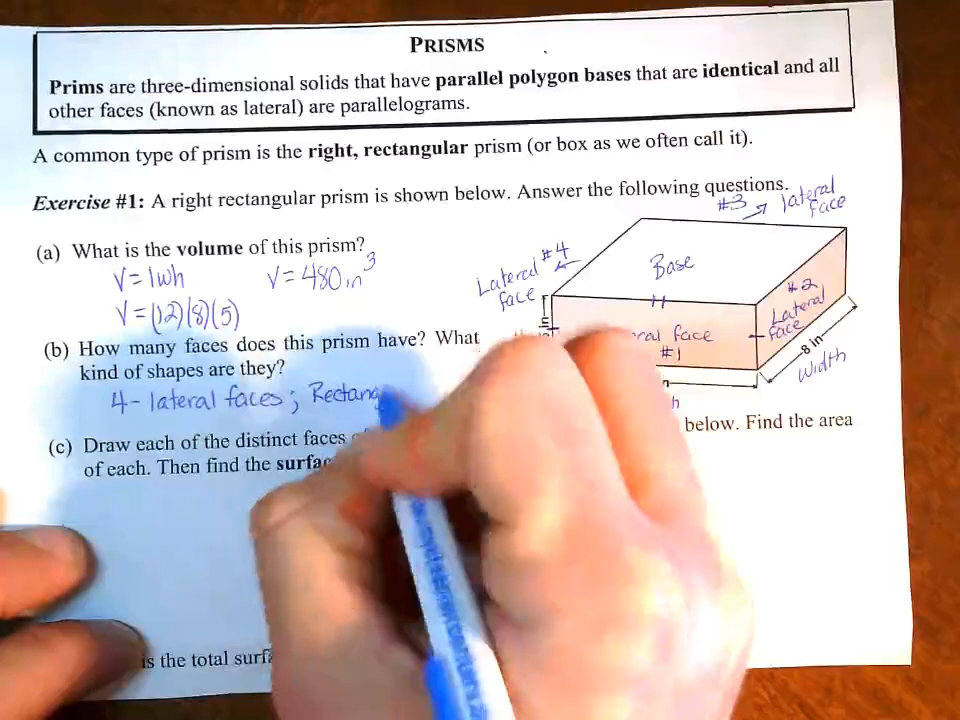 PRISMS
Prims are three-dimensional solids that have parallel polygon bases that are identical and all
other faces (known as lateral) are parallelograms.
A common type of prism is the right, rectangular prism (or box as we often call it).
Exercise #1: A right rectangular prism is shown below. Answer the following questions.
#3 lateral
face
(a) What is the volume of this prism?
V = lwh V = 480 in³
V = (12)(8)(5)
Lateral #4
face
Base
#2
Lateral
face
face
#1
in
8 in
Width
(b) How many faces does this prism have? What
kind of shapes are they?
4 - lateral faces; Rectang
(c) Draw each of the distinct faces below. Find the area
of each. Then find the
is the total